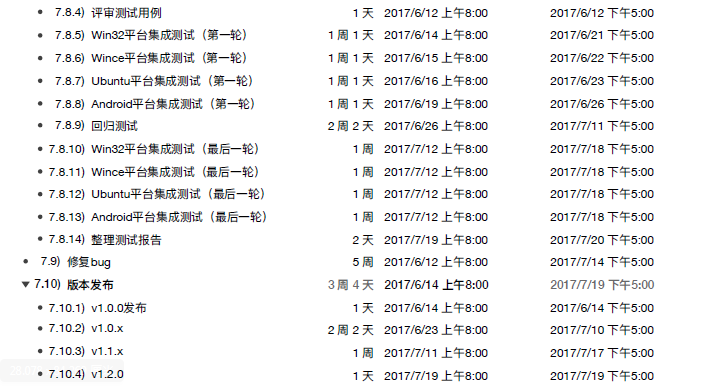 7.8.4) 评审测试用例 1 天 2017/6/12 上午8:00 2017/6/12 下午5:00
7.8.5) Win32平台集成测试（第一轮） 1 周 1 天 2017/6/14 上午8:00 2017/6/21 下午5:00
7.8.6) Wince平台集成测试（第一轮） 1 周 1 天 2017/6/15 上午8:00 2017/6/22 下午5:00
7.8.7) Ubuntu平台集成测试（第一轮） 1 周 1 天 2017/6/16 上午8:00 2017/6/23 下午5:00
7.8.8) Android平台集成测试（第一轮） 1 周 1 天 2017/6/19 上午8:00 2017/6/26 下午5:00
7.8.9) 回归测试 2 周 2 天 2017/6/26 上午8:00 2017/7/11 下午5:00
7.8.10) Win32平台集成测试（最后一轮） 1 周 2017/7/12 上午8:00 2017/7/18 下午5:00
7.8.11) Wince平台集成测试（最后一轮） 1 周 2017/7/12 上午8:00 2017/7/18 下午5:00
7.8.12) Ubuntu平台集成测试（最后一轮） 1 周 2017/7/12 上午8:00 2017/7/18 下午5:00
7.8.13) Android平台集成测试（最后一轮） 1 周 2017/7/12 上午8:00 2017/7/18 下午5:00
7.8.14) 整理测试报告 2 天 2017/7/19 上午8:00 2017/7/20 下午5:00
7.9) 修复bug 5 周 2017/6/12 上午8:00 2017/7/14 下午5:00
7.10) 版本发布 3 周 4 天 2017/6/14 上午8:00 2017/7/19 下午5:00
7.10.1) v1.0.0发布 1 天 2017/6/14 上午8:00 2017/6/14 下午5:00
7.10.2) v1.0.x 2 周 2 天 2017/6/23 上午8:00 2017/7/10 下午5:00
7.10.3) v1.1.x 1 周 2017/7/11 上午8:00 2017/7/17 下午5:00
7.10.4) v1.2.0 1 天 2017/7/19 上午8:00 2017/7/19 下午5:00